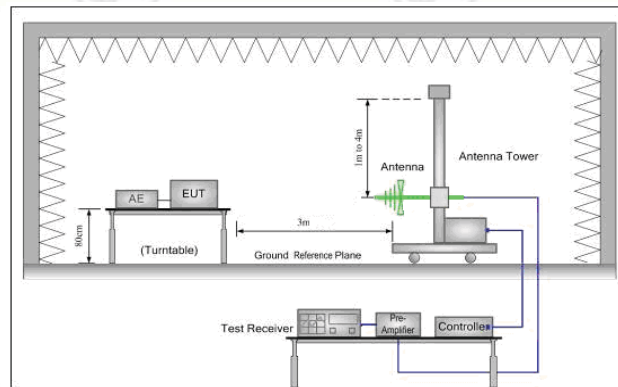 1m to 4m
Antenna
Antenna Tower
AE
EUT
80cm
(Turntable)
3m
Ground Reference Plane
Test Receiver
Pre-
Amplifier
Controller